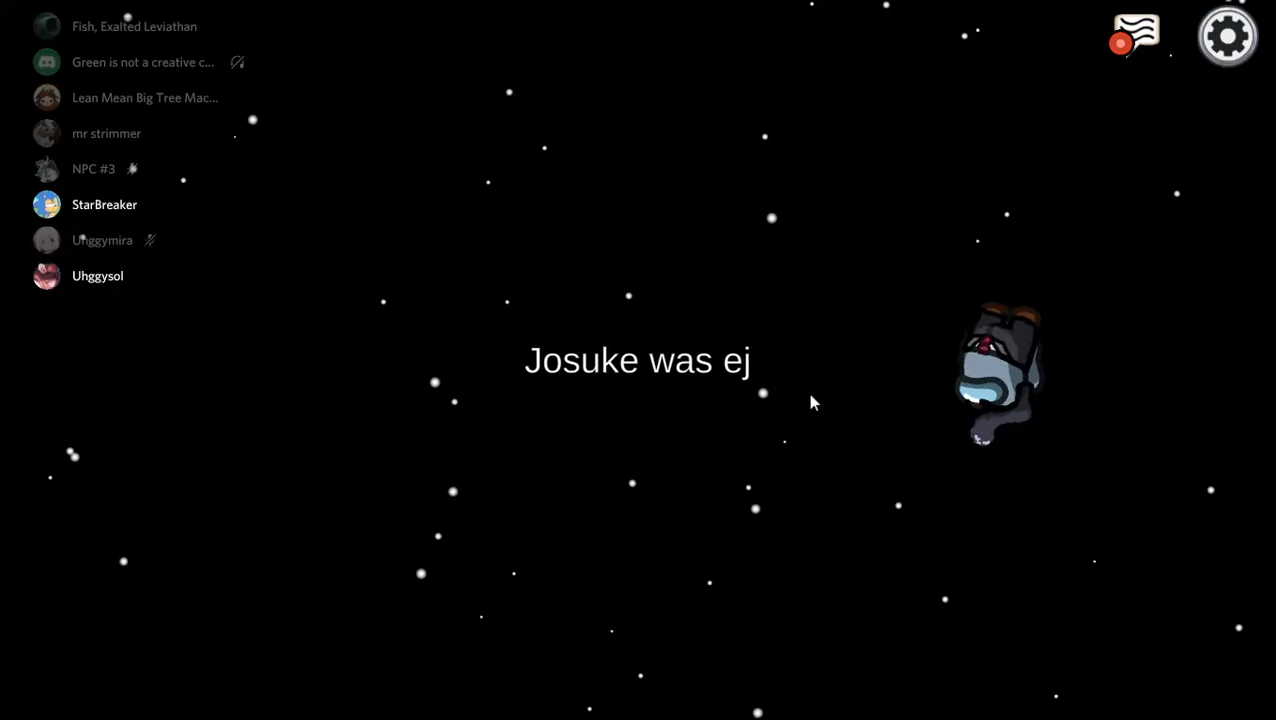 Fish, Exalted Leviathan
Green is not a creative c...
Lean Mean Big Tree Mac...
mr strimmer
NPC #3
StarBreaker
Uhggymira
Uhggysol
Josuke was ej